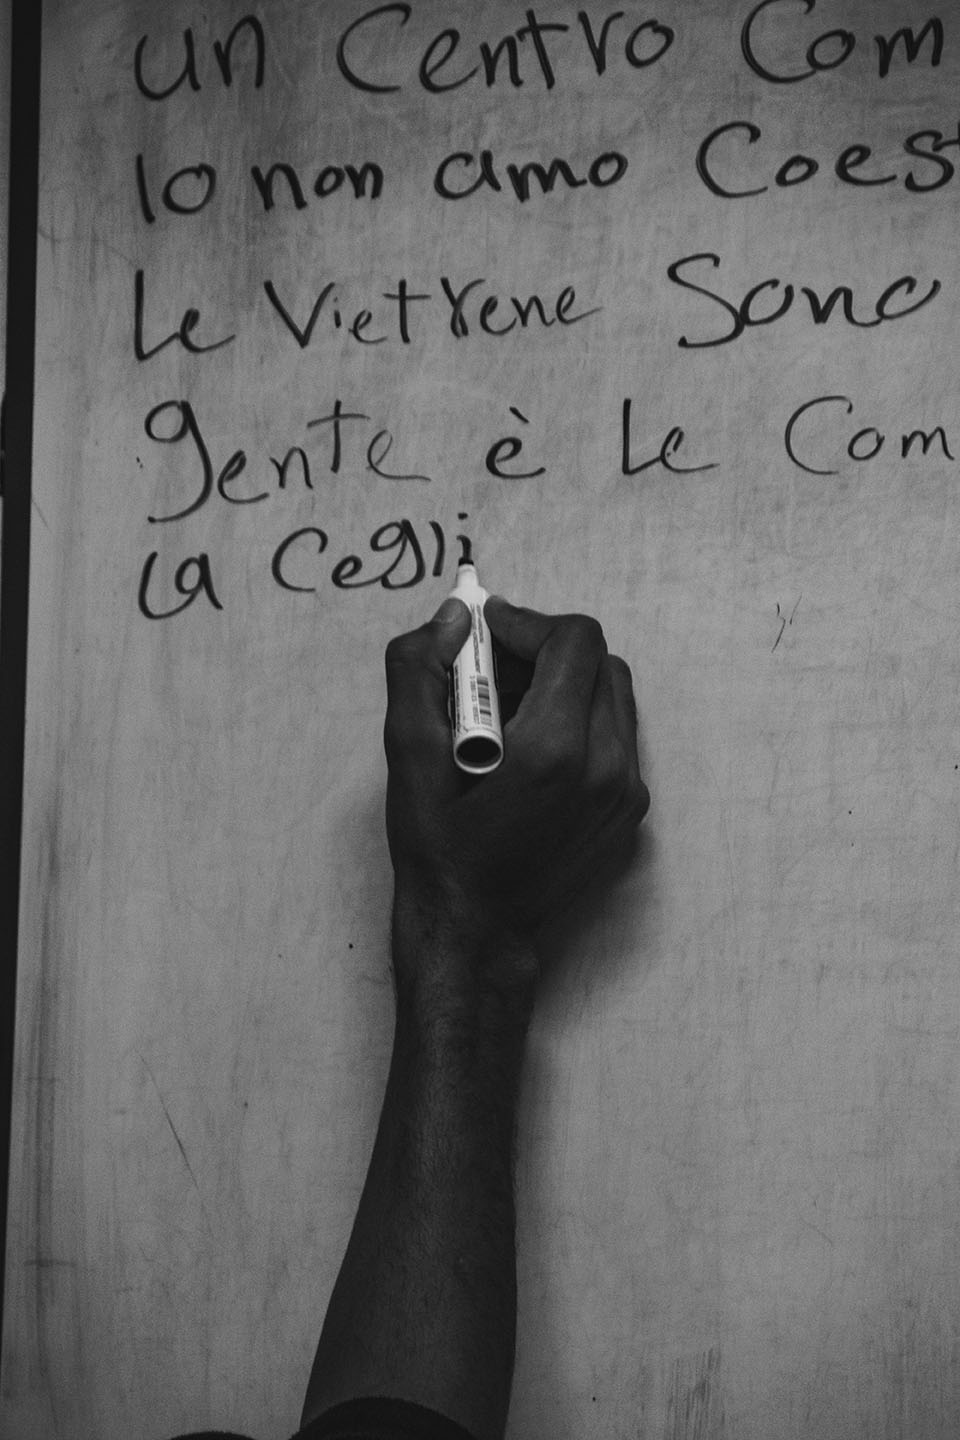 un Centro Com
Io non amo Coest
Le Vietrene Sono
gente è Le Com
La Cegli